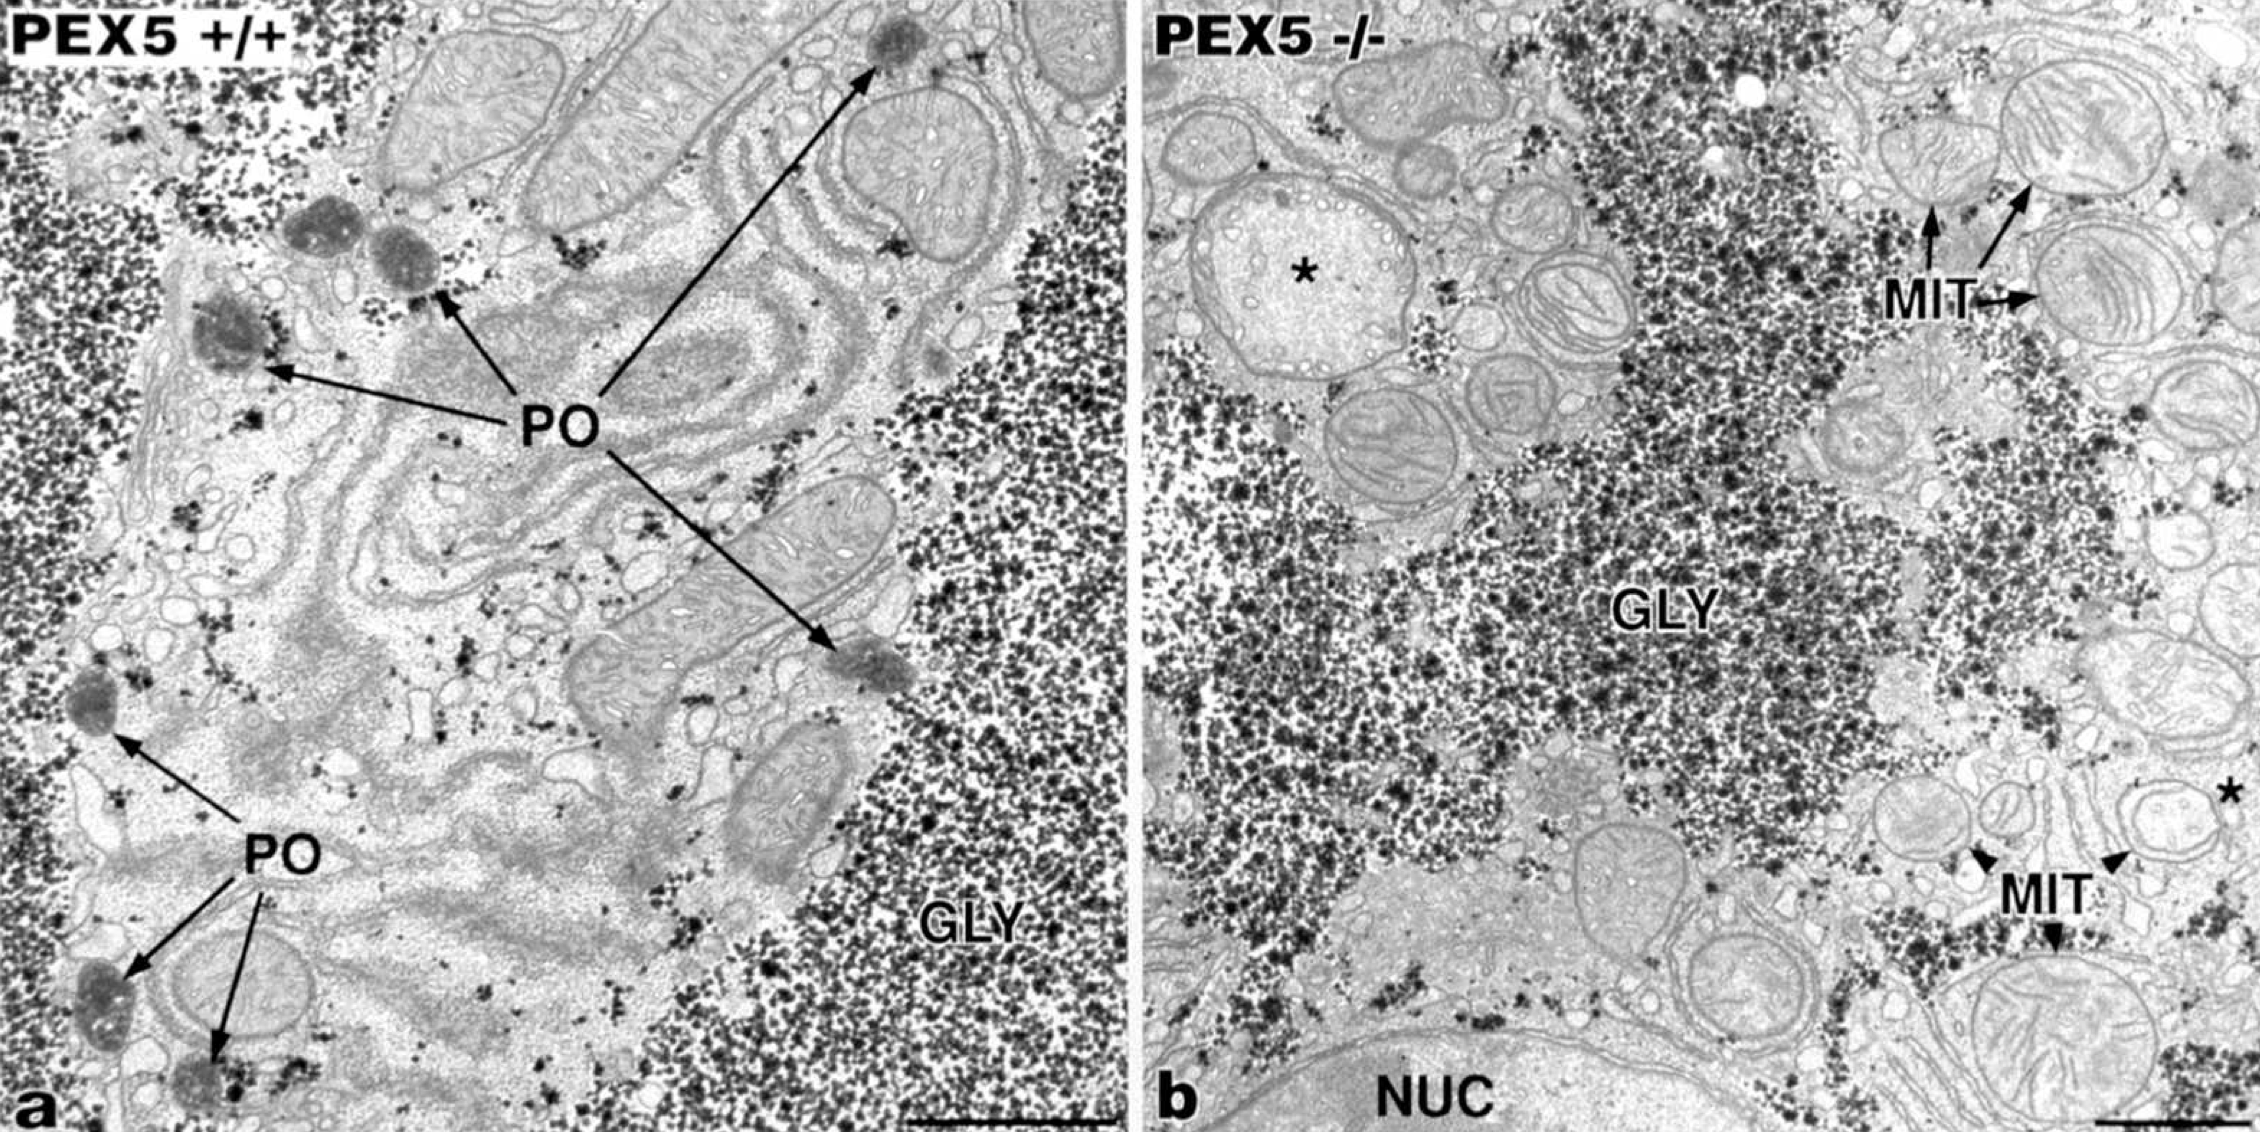 PEX5 +/+
PO
PO
GLY
a
PEX5 -/-
*
MIT
GLY
*
MIT
NUC
b